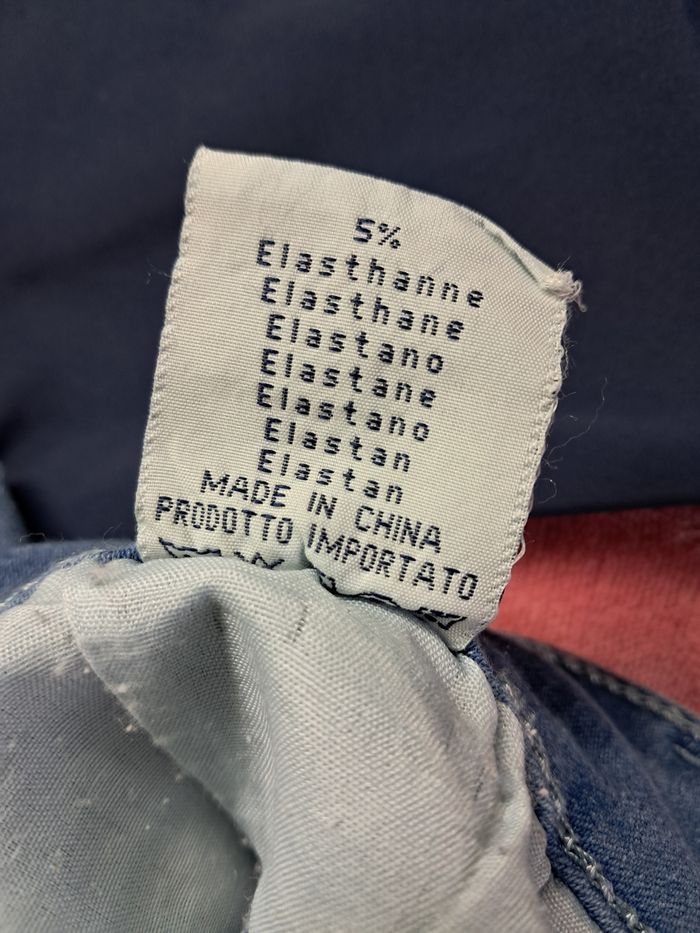 5%
Elasthanne
Elasthane
Elastano
Elastane
Elastano
Elastan
Elastan
MADE IN CHINA
PRODOTTO IMPORTATO